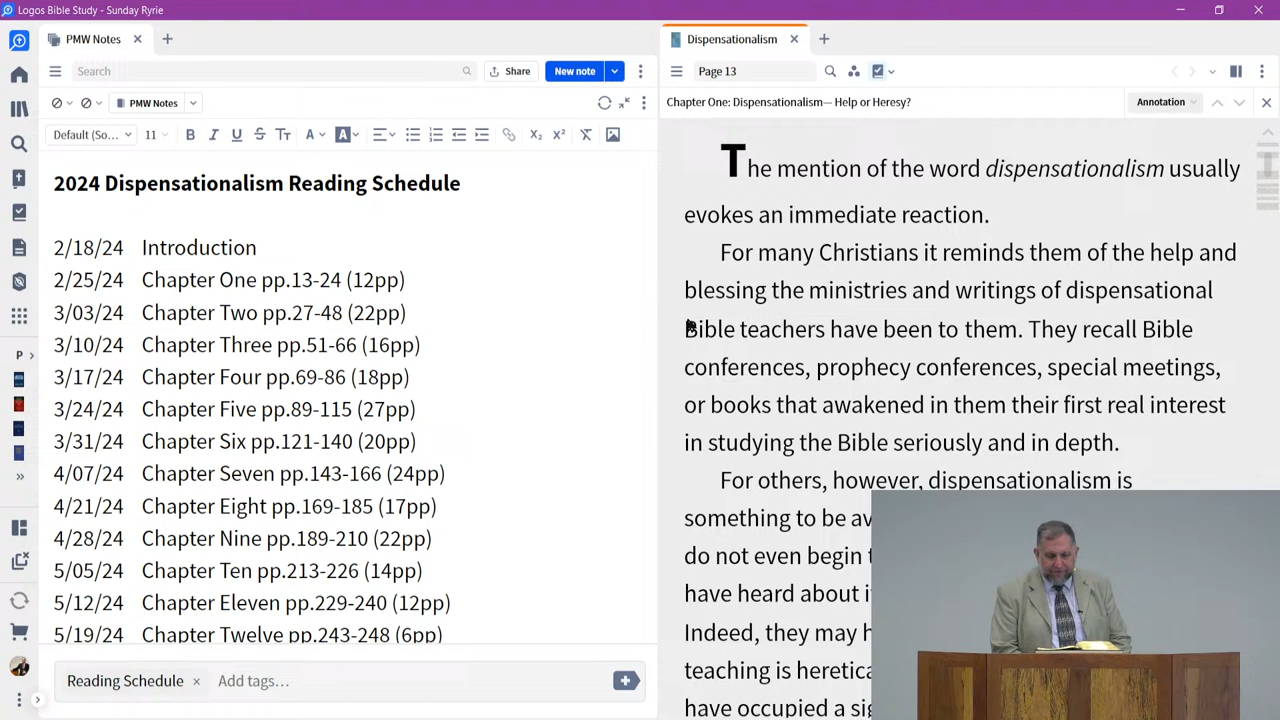 Logos Bible Study - Sunday Ryrie
PMW Notes
Search
Share
New note
PMW Notes
Default (So...
11
2024 Dispensationalism Reading Schedule
2/18/24 Introduction
2/25/24 Chapter One pp.13-24 (12pp)
3/03/24 Chapter Two pp.27-48 (22pp)
3/10/24 Chapter Three pp.51-66 (16pp)
3/17/24 Chapter Four pp.69-86 (18pp)
3/24/24 Chapter Five pp.89-115 (27pp)
3/31/24 Chapter Six pp.121-140 (20pp)
4/07/24 Chapter Seven pp.143-166 (24pp)
4/21/24 Chapter Eight pp.169-185 (17pp)
4/28/24 Chapter Nine pp.189-210 (22pp)
5/05/24 Chapter Ten pp.213-226 (14pp)
5/12/24 Chapter Eleven pp.229-240 (12pp)
5/19/24 Chapter Twelve pp.243-248 (6pp)
Reading Schedule
Add tags...
P
Dispensationalism
Page 13
Chapter One: Dispensationalism—Help or Heresy?
Annotation
The mention of the word dispensationalism usually
evokes an immediate reaction.
For many Christians it reminds them of the help and
blessing the ministries and writings of dispensational
Bible teachers have been to them. They recall Bible
conferences, prophecy conferences, special meetings,
or books that awakened in them their first real interest
in studying the Bible seriously and in depth.
For others, however, dispensationalism is
something to be
do not even begin
have heard about
Indeed, they may
teaching is
have occupied a